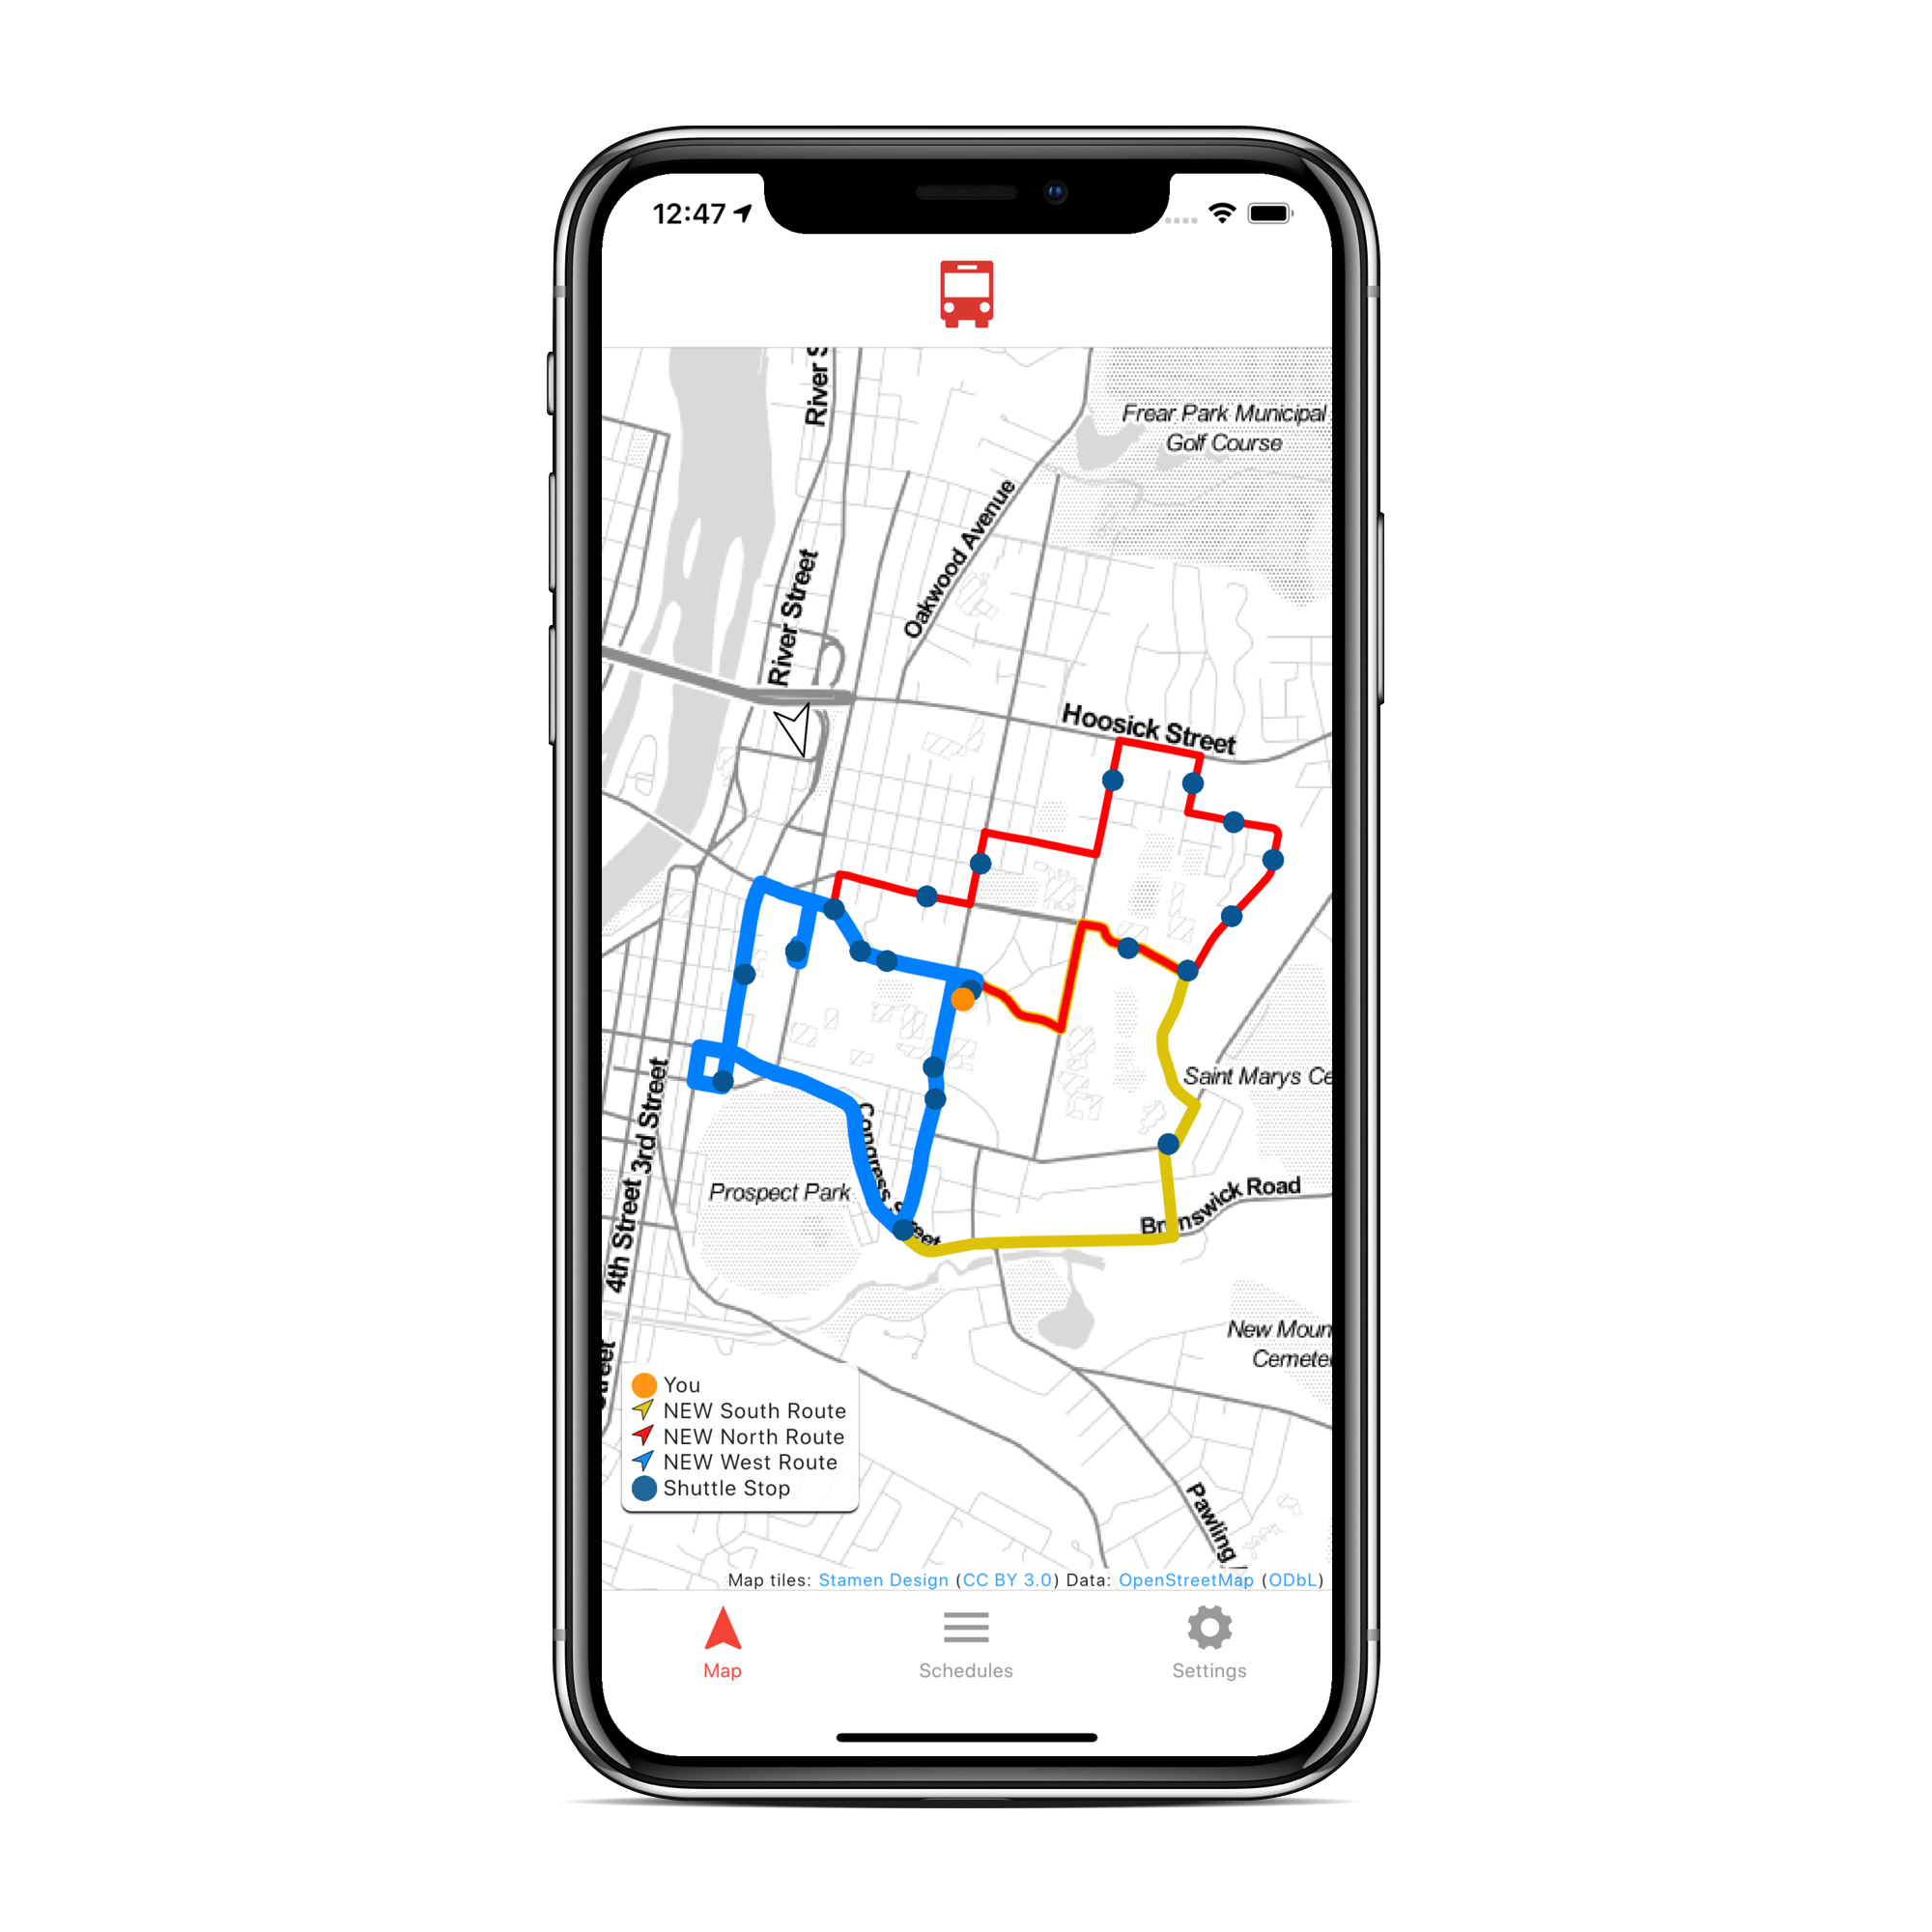 12:47
River S
Frear Park Municipal
Golf Course
Oakwood Avenue
River Street
Hoosick Street
Saint Marys Ce
3rd Street
Congress Street
Prospect Park
Brunswick Road
4th Street
New Moun
Cemeter
Street
You
NEW South Route
NEW North Route
NEW West Route
Shuttle Stop
Pawling
Map tiles: Stamen Design (CC BY 3.0) Data: OpenStreetMap (ODbL)
Map
Schedules
Settings